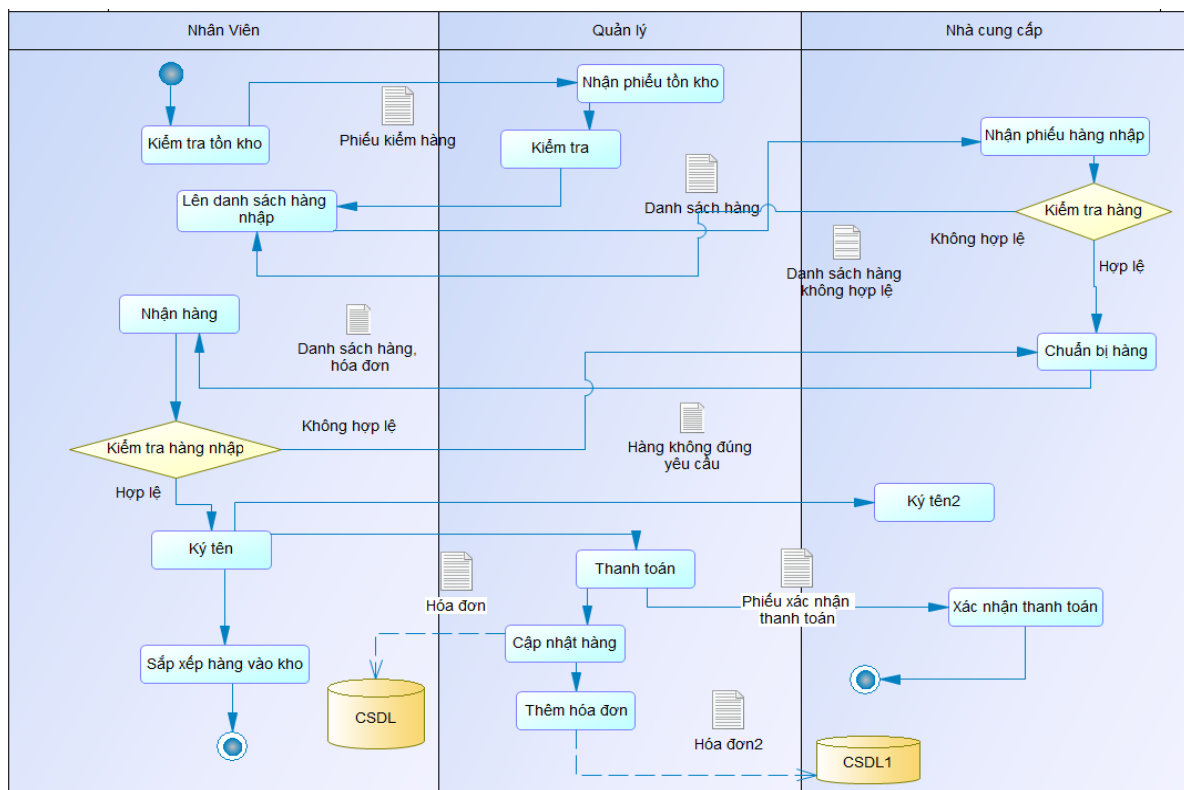 Nhân Viên
Quản lý
Nhà cung cấp
Nhận phiếu tồn kho
Kiểm tra tồn kho
Phiếu kiểm hàng
Kiểm tra
Nhận phiếu hàng nhập
Lên danh sách hàng
nhập
Danh sách hàng
Kiểm tra hàng
Không hợp lệ
Hợp lệ
Danh sách hàng
không hợp lệ
Nhận hàng
Danh sách hàng,
hóa đơn
Chuẩn bị hàng
Không hợp lệ
Kiểm tra hàng nhập
Hàng không đúng
yêu cầu
Hợp lệ
Ký tên2
Ký tên
Thanh toán
Hóa đơn
Phiếu xác nhận
thanh toán
Xác nhận thanh toán
Cập nhật hàng
Sắp xếp hàng vào kho
CSDL
Thêm hóa đơn
Hóa đơn2
CSDL1